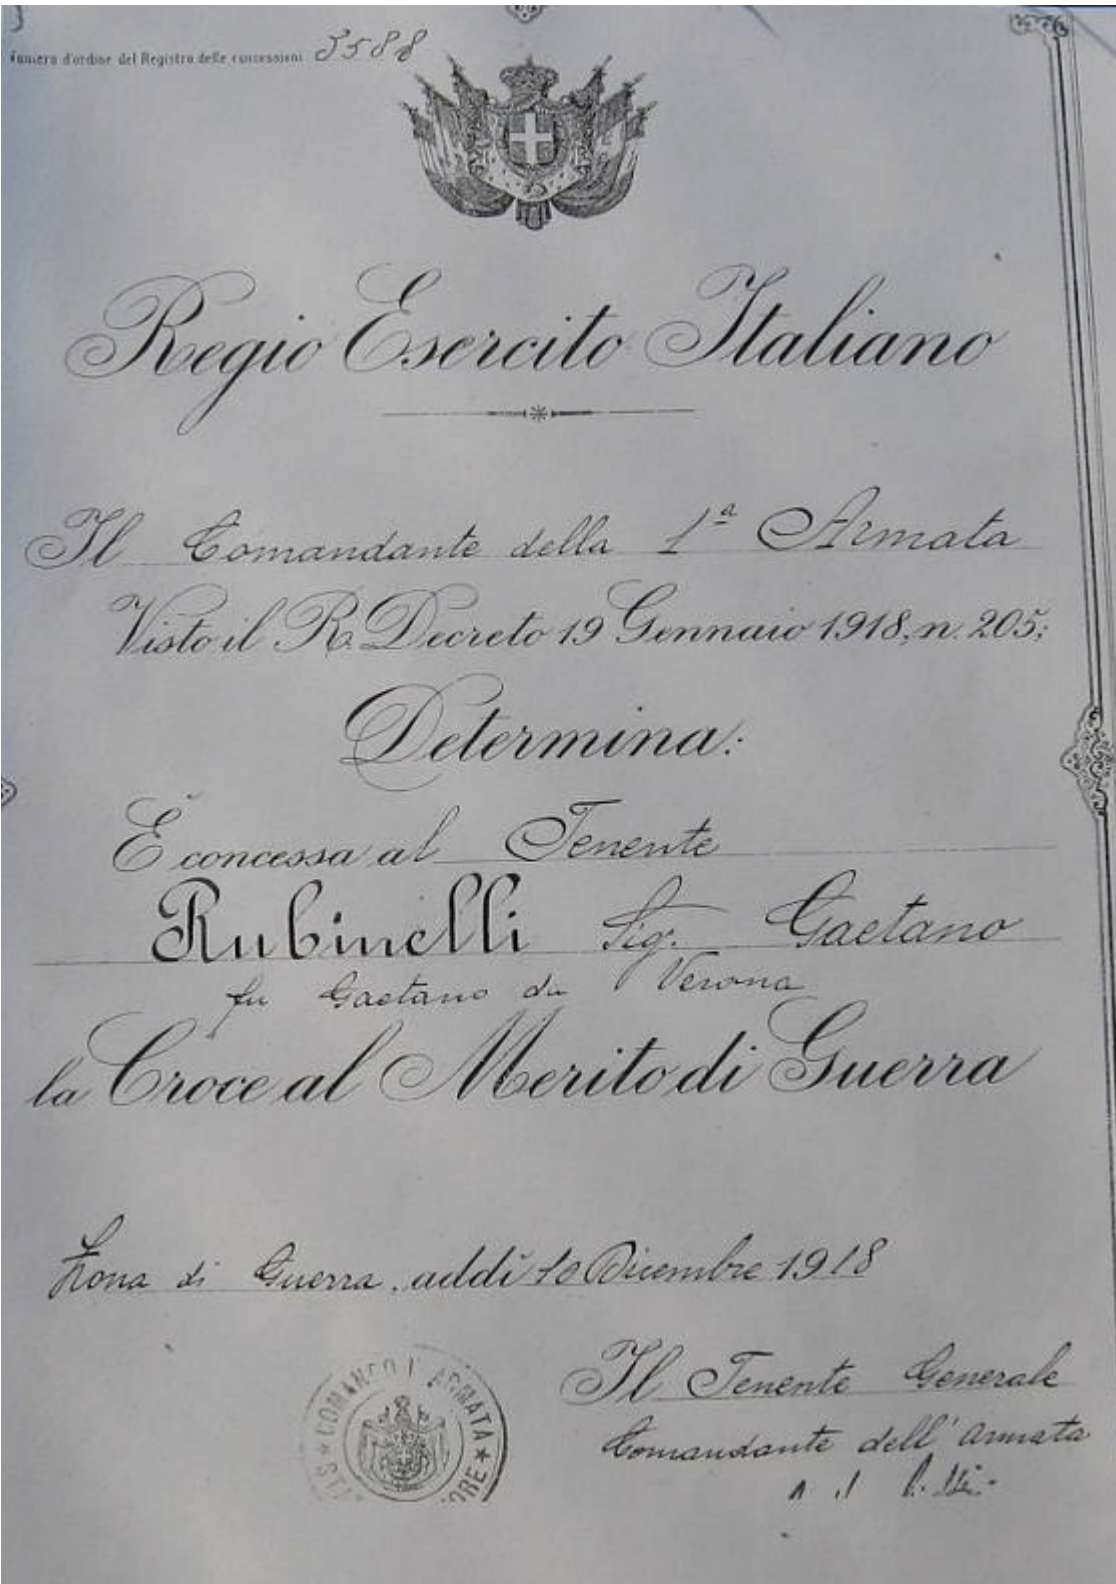 Numero d'ordine del Registro delle concessioni 3588
Regio Esercito Italiano
Il Comandante della 1ª Armata
Visto il R. Decreto 19 Gennaio 1918, n. 205;
Determina:
È concessa al Tenente
Rubinelli Sig. Gaetano
fu Gaetano da Verona
la Croce al Merito di Guerra
Zona di Guerra, addì 10 Dicembre 1918
COMANDO 1ª ARMATA
Il Tenente Generale
Comandante dell'Armata